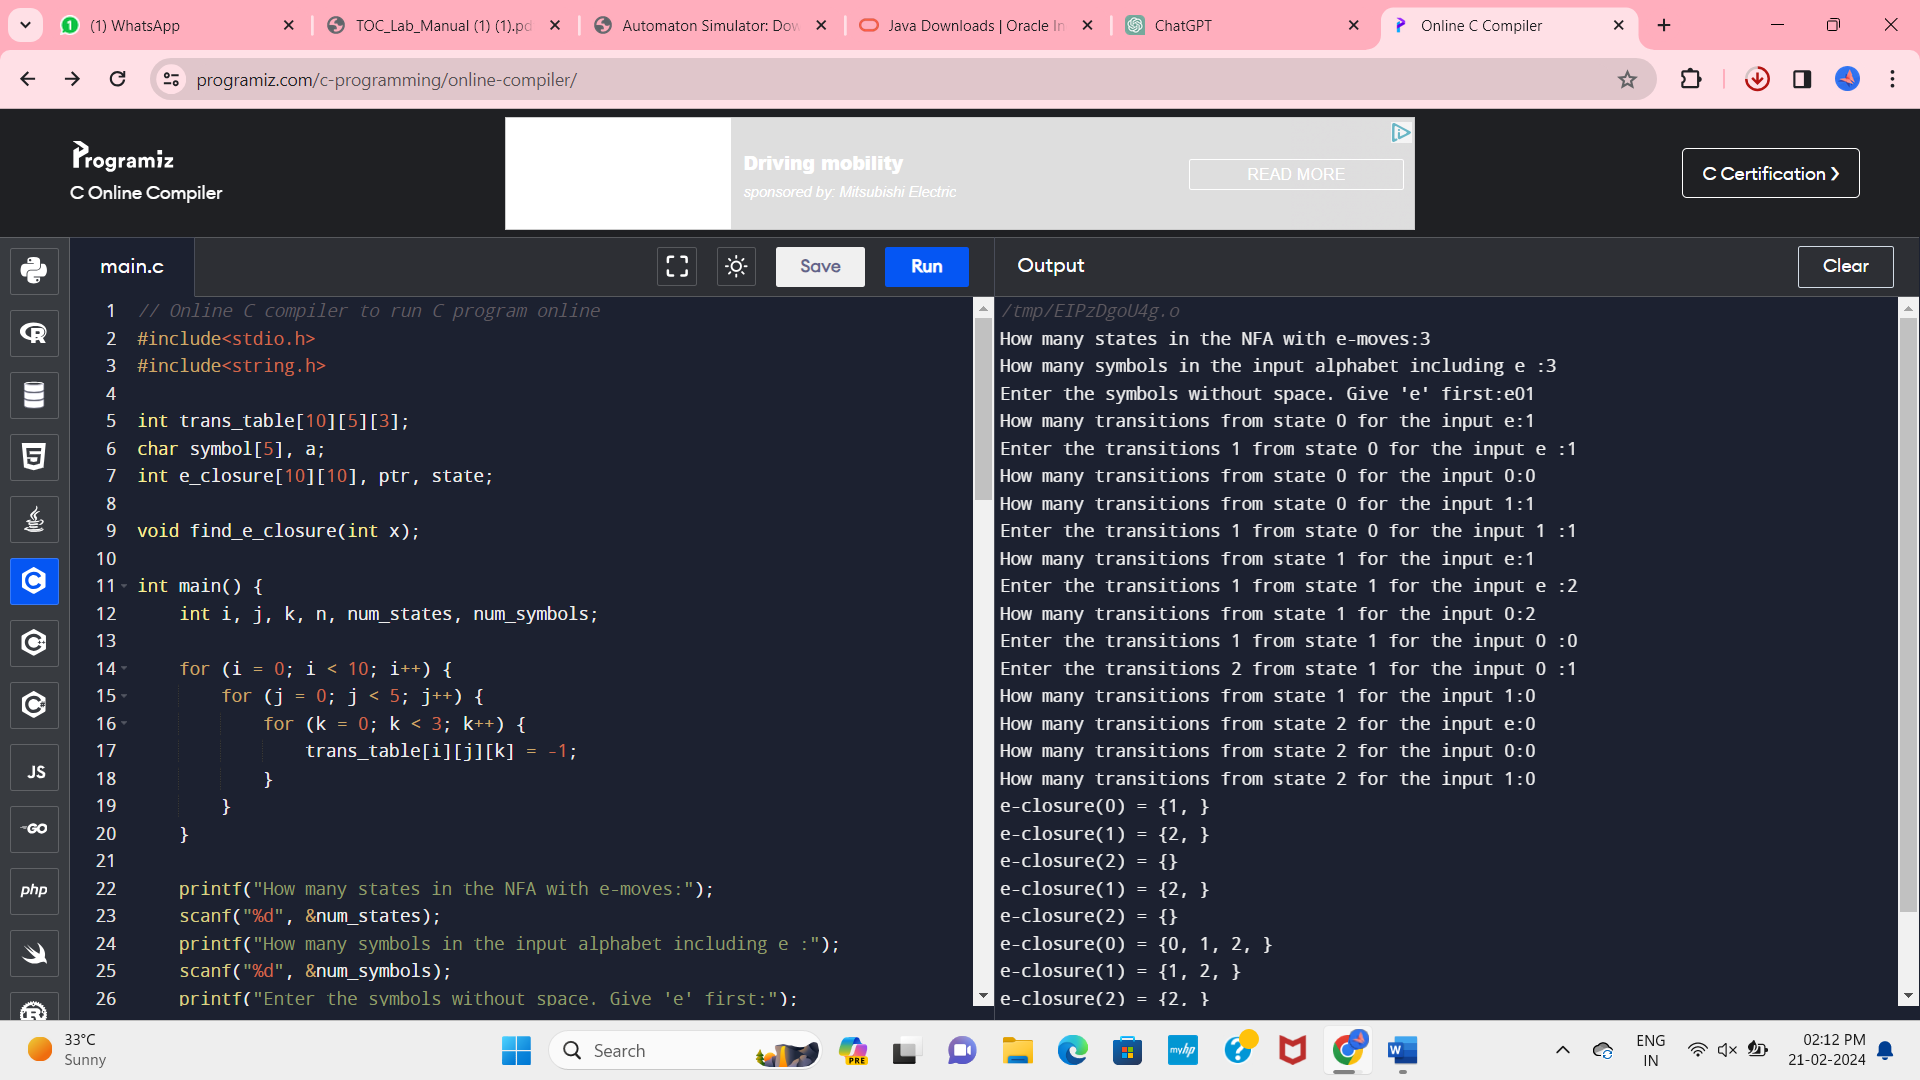 (1) WhatsApp
TOC_Lab_Manual (1) (1).pd
Automaton Simulator: Dow
Java Downloads | Oracle In
ChatGPT
Online C Compiler
programiz.com/c-programming/online-compiler/
Programiz
C Online Compiler
Driving mobility
sponsored by: Mitsubishi Electric
READ MORE
C Certification >
main.c
Save
Run
Output
Clear
1 // Online C compiler to run C program online
2 #include<stdio.h>
3 #include<string.h>
4
5 int trans_table[10][5][3];
6 char symbol[5], a;
7 int e_closure[10][10], ptr, state;
8
9 void find_e_closure(int x);
10
11 int main() {
12 int i, j, k, n, num_states, num_symbols;
13
14 for (i = 0; i < 10; i++) {
15 for (j = 0; j < 5; j++) {
16 for (k = 0; k < 3; k++) {
17 trans_table[i][j][k] = -1;
18 }
19 }
20 }
21
22 printf("How many states in the NFA with e-moves:");
23 scanf("%d", &num_states);
24 printf("How many symbols in the input alphabet including e :");
25 scanf("%d", &num_symbols);
26 printf("Enter the symbols without space. Give 'e' first:");
/tmp/EIPzDgoU4g.o
How many states in the NFA with e-moves:3
How many symbols in the input alphabet including e :3
Enter the symbols without space. Give 'e' first:e01
How many transitions from state 0 for the input e:1
Enter the transitions 1 from state 0 for the input e :1
How many transitions from state 0 for the input 0:0
How many transitions from state 0 for the input 1:1
Enter the transitions 1 from state 0 for the input 1 :1
How many transitions from state 1 for the input e:1
Enter the transitions 1 from state 1 for the input e :2
How many transitions from state 1 for the input 0:2
Enter the transitions 1 from state 1 for the input 0 :0
Enter the transitions 2 from state 1 for the input 0 :1
How many transitions from state 1 for the input 1:0
How many transitions from state 2 for the input e:0
How many transitions from state 2 for the input 0:0
How many transitions from state 2 for the input 1:0
e-closure(0) = {1, }
e-closure(1) = {2, }
e-closure(2) = {}
e-closure(1) = {2, }
e-closure(2) = {}
e-closure(0) = {0, 1, 2, }
e-closure(1) = {1, 2, }
e-closure(2) = {2, }
JS
GO
php
33°C
Sunny
Search
PRE
myhp
ENG
IN
02:12 PM
21-02-2024